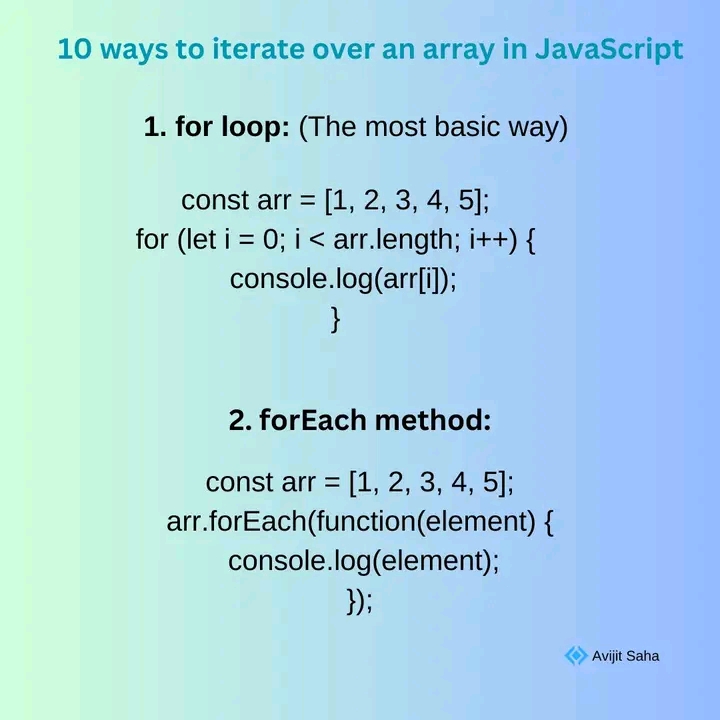 10 ways to iterate over an array in JavaScript
1. for loop: (The most basic way)
const arr = [1, 2, 3, 4, 5];
for (let i = 0; i < arr.length; i++) {
console.log(arr[i]);
}
2. forEach method:
const arr = [1, 2, 3, 4, 5];
arr.forEach(function(element) {
console.log(element);
});
Avijit Saha